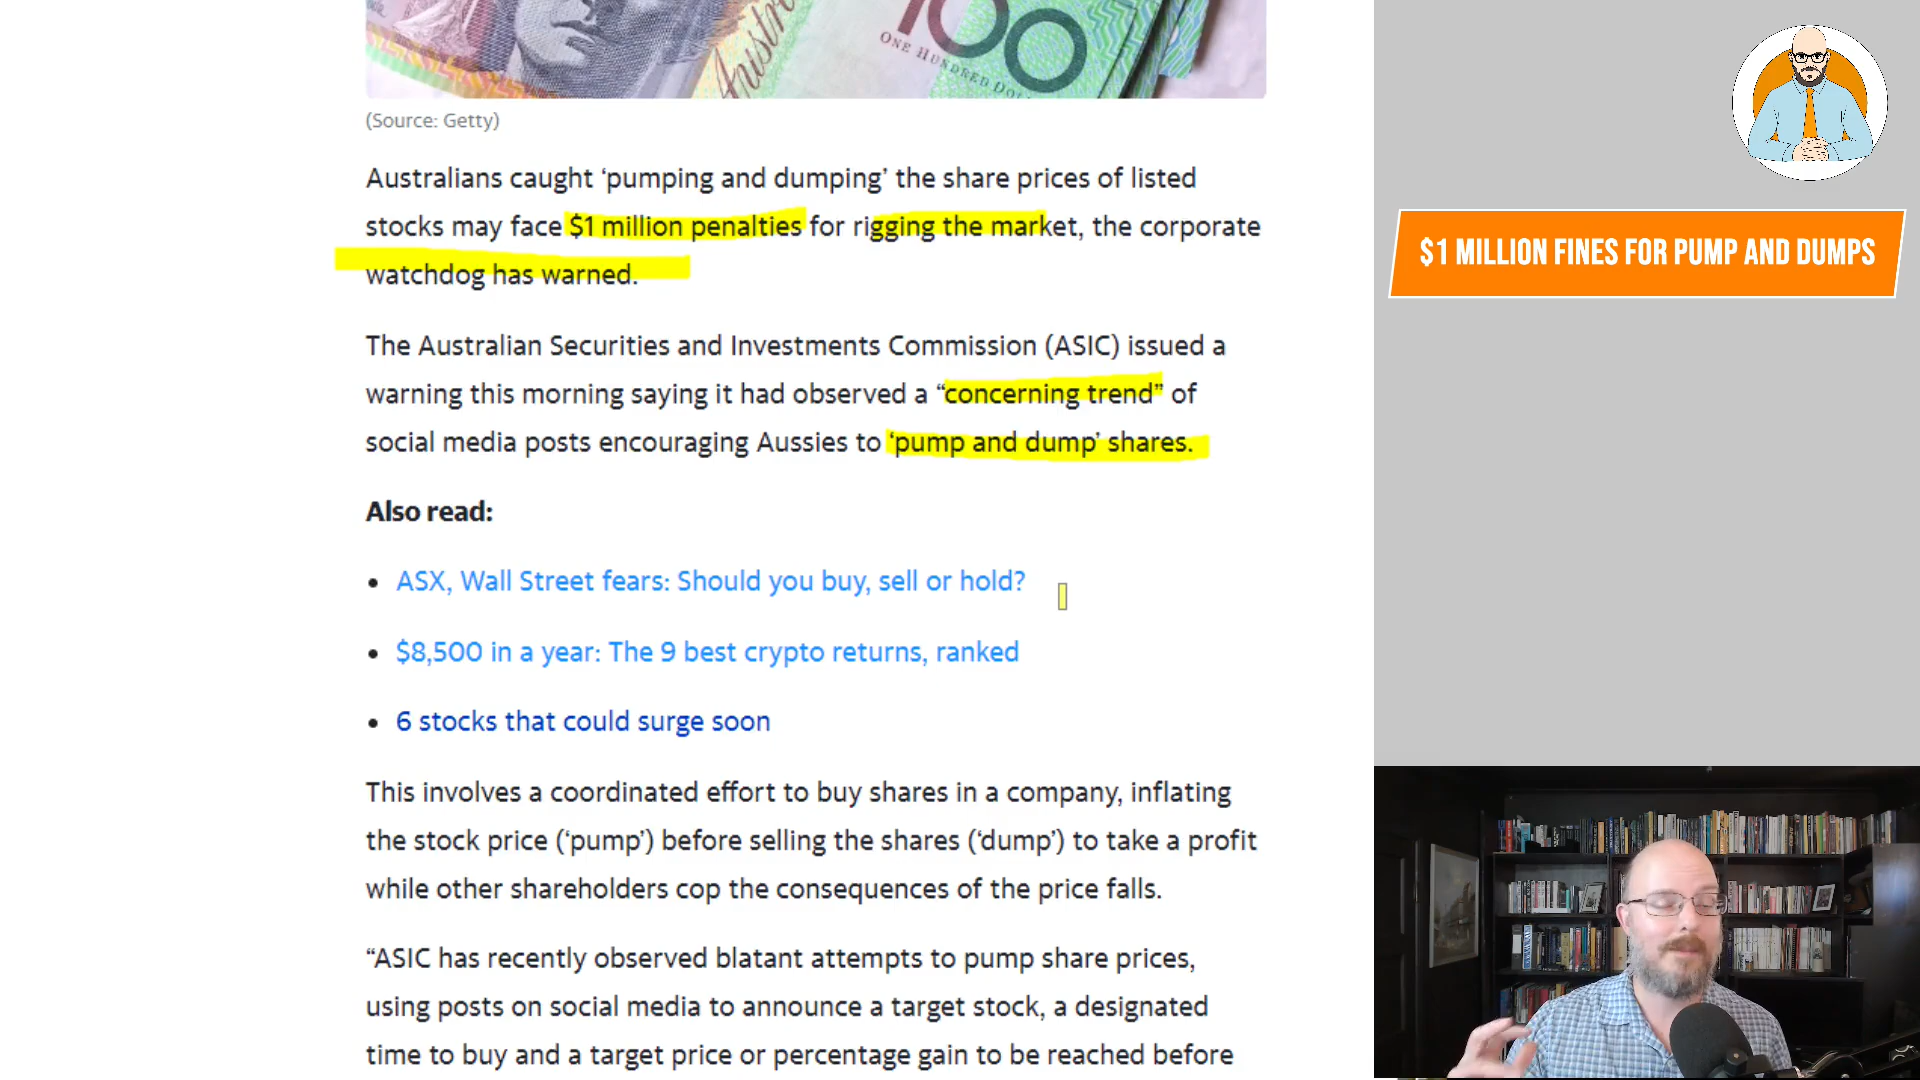 100
ONE HUNDRED
(Source: Getty)
Australians caught ‘pumping and dumping’ the share prices of listed
stocks may face $1 million penalties for rigging the market, the corporate
watchdog has warned.
The Australian Securities and Investments Commission (ASIC) issued a
warning this morning saying it had observed a “concerning trend” of
social media posts encouraging Aussies to ‘pump and dump’ shares.
Also read:
• ASX, Wall Street fears: Should you buy, sell or hold?
• $8,500 in a year: The 9 best crypto returns, ranked
• 6 stocks that could surge soon
This involves a coordinated effort to buy shares in a company, inflating
the stock price (‘pump’) before selling the shares (‘dump’) to take a profit
while other shareholders cop the consequences of the price falls.
“ASIC has recently observed blatant attempts to pump share prices,
using posts on social media to announce a target stock, a designated
time to buy and a target price or percentage gain to be reached before
$1 MILLION FINES FOR PUMP AND DUMPS